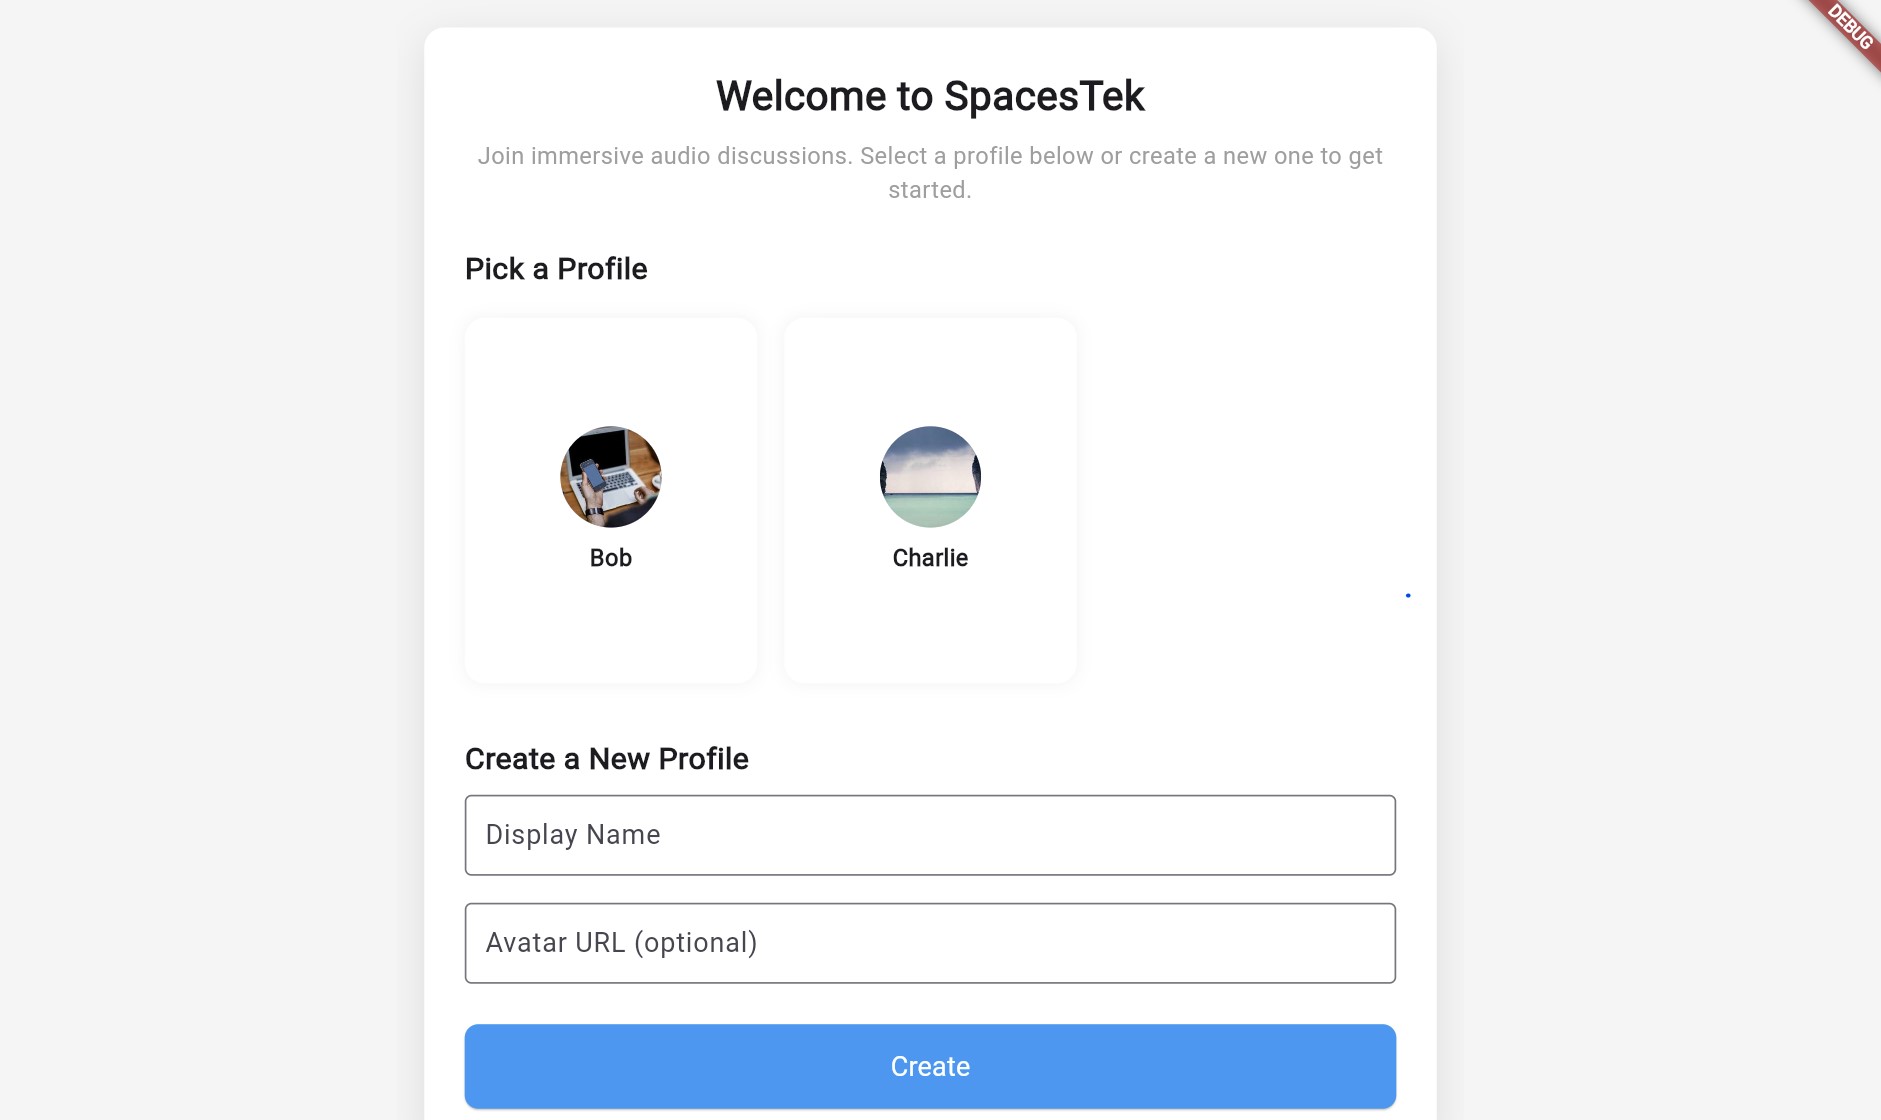 DEBUG
Welcome to SpacesTek
Join immersive audio discussions. Select a profile below or create a new one to get
started.
Pick a Profile
Bob
Charlie
Create a New Profile
Display Name
Avatar URL (optional)
Create